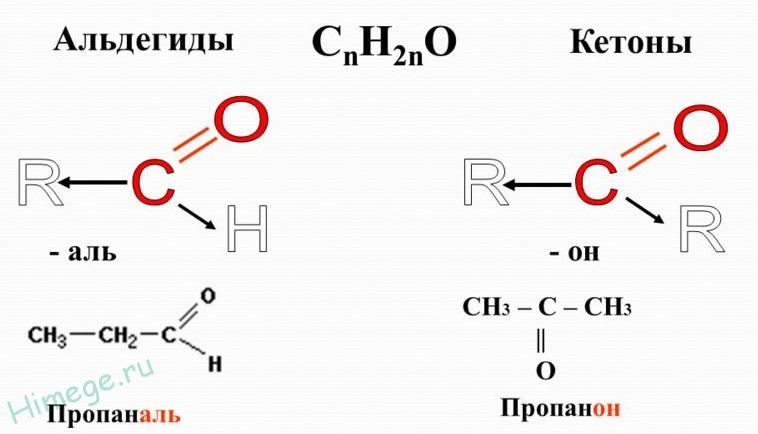 Альдегиды CₙH₂ₙO Кетоны
O O
R C R C
H R
- аль - он
O
CH₃—CH₂—C
H
CH₃ – C – CH₃
||
O
Himege.ru
Пропаналь Пропанон